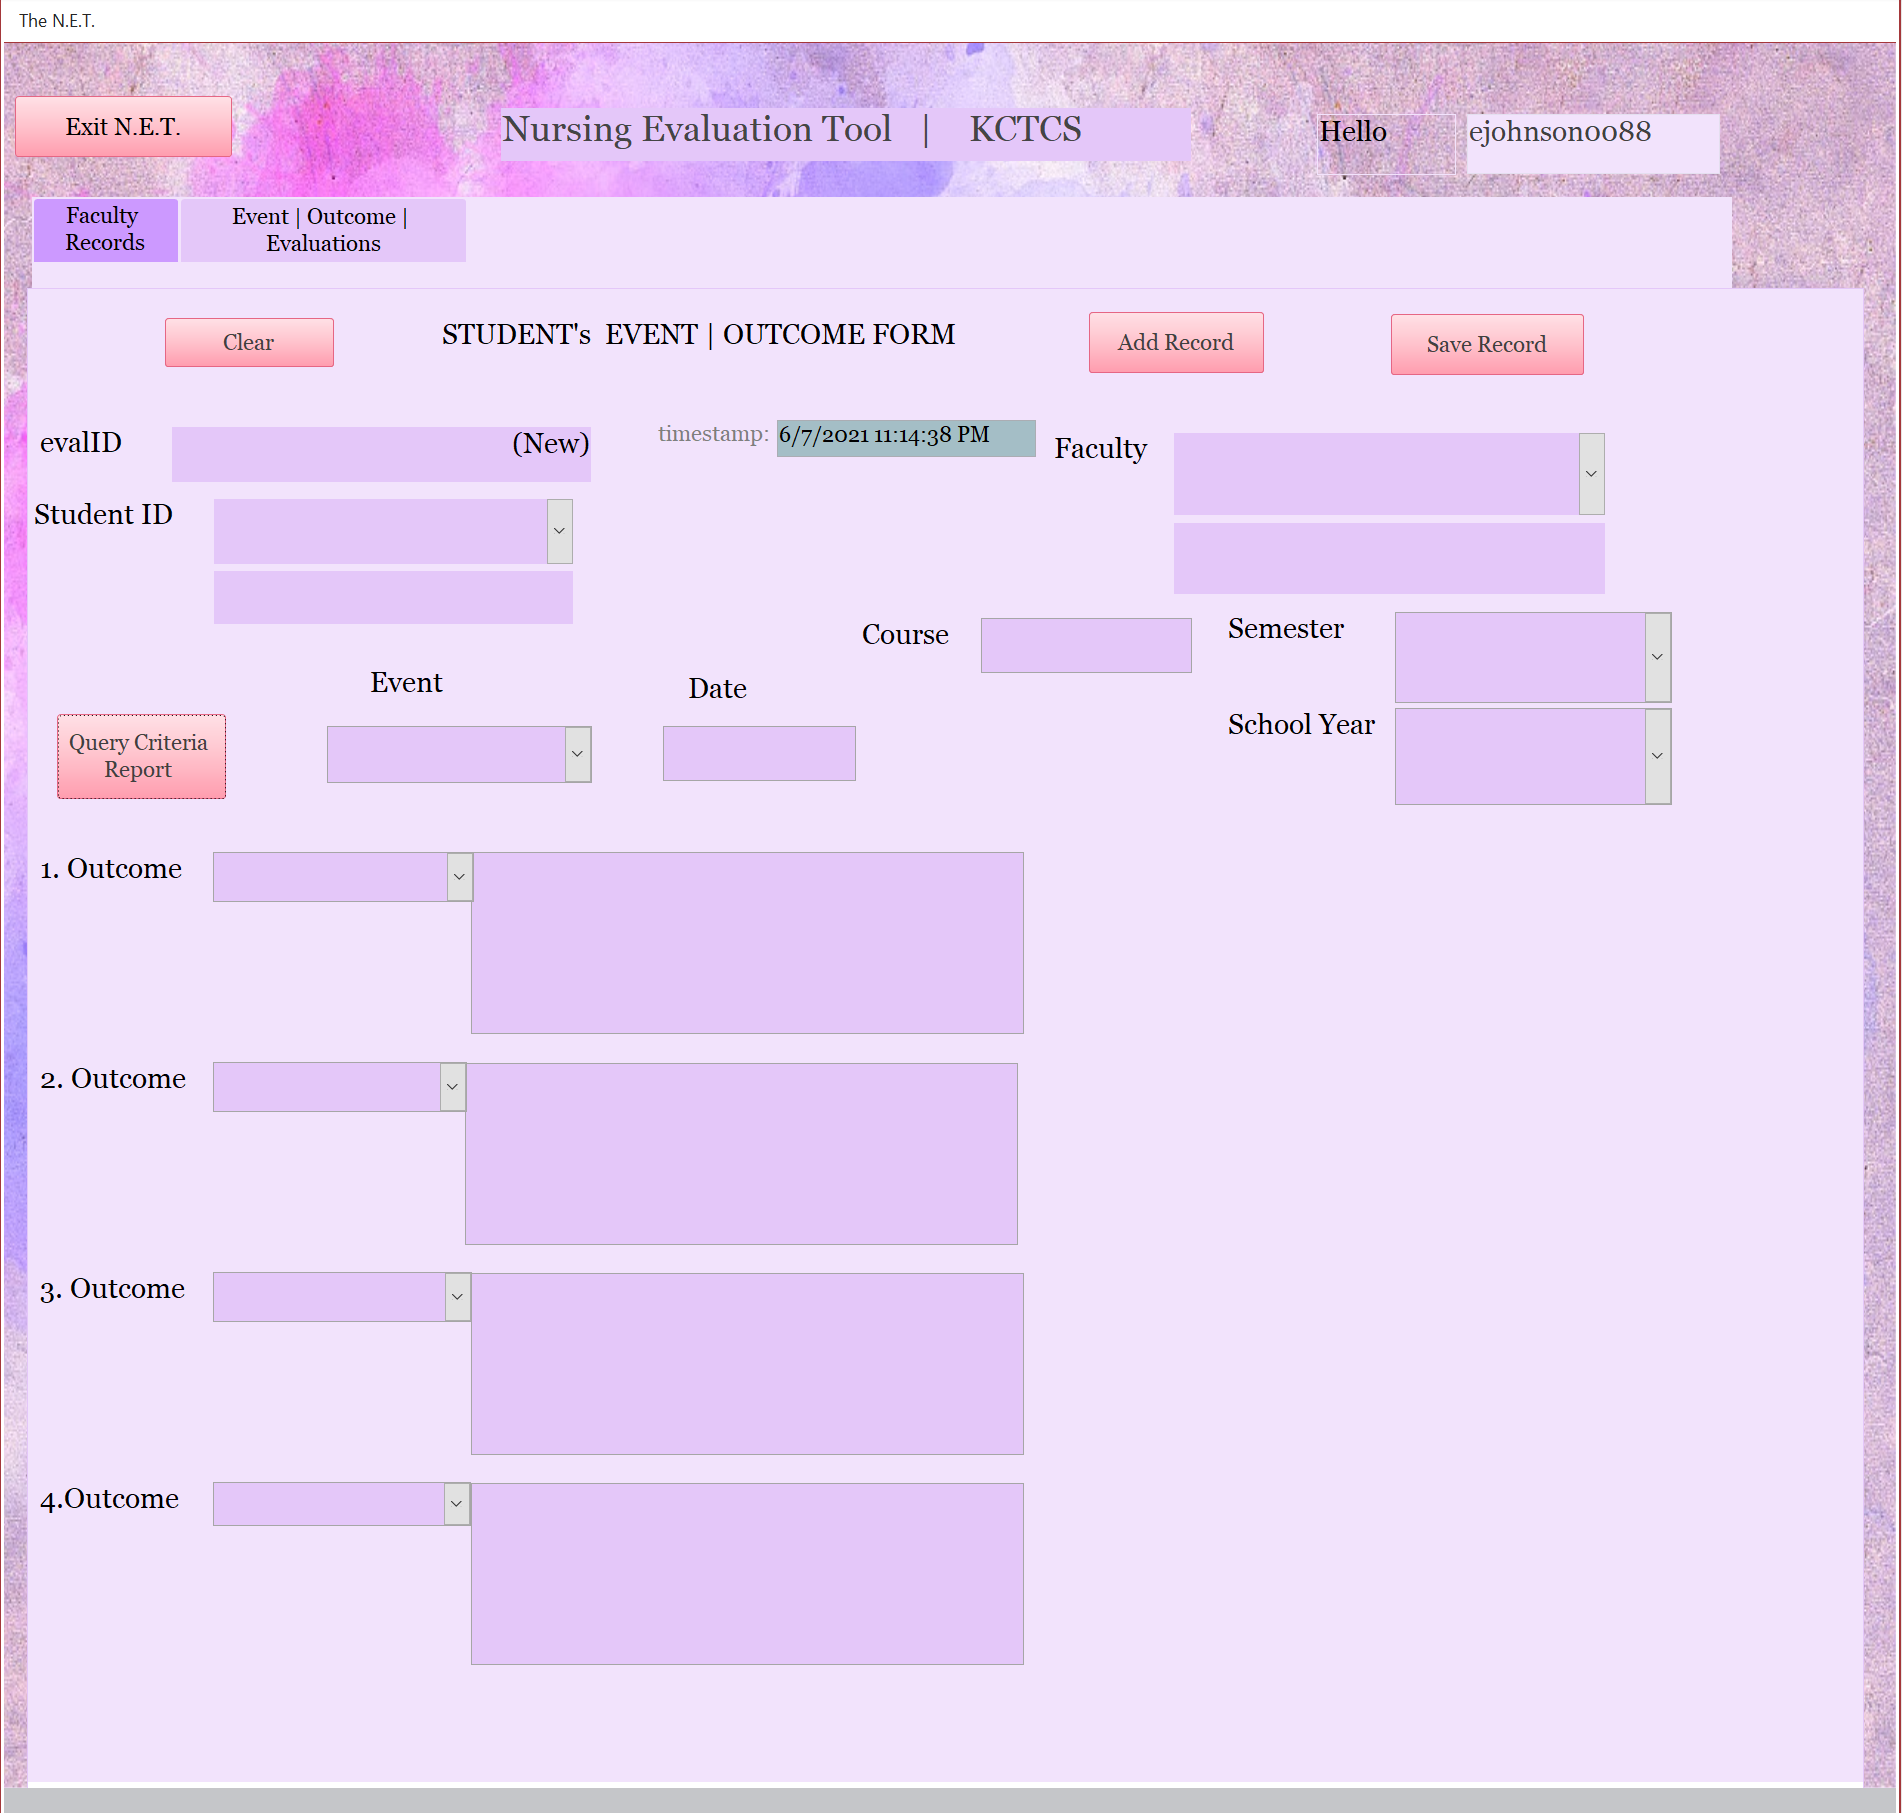 The N.E.T.
Exit N.E.T.
Nursing Evaluation Tool | KCTCS
Hello
ejohnson0088
Faculty
Records
Event | Outcome |
Evaluations
Clear
STUDENT's EVENT | OUTCOME FORM
Add Record
Save Record
evalID
(New)
timestamp:
6/7/2021 11:14:38 PM
Faculty
Student ID
Course
Semester
Event
Date
School Year
Query Criteria
Report
1. Outcome
2. Outcome
3. Outcome
4.Outcome